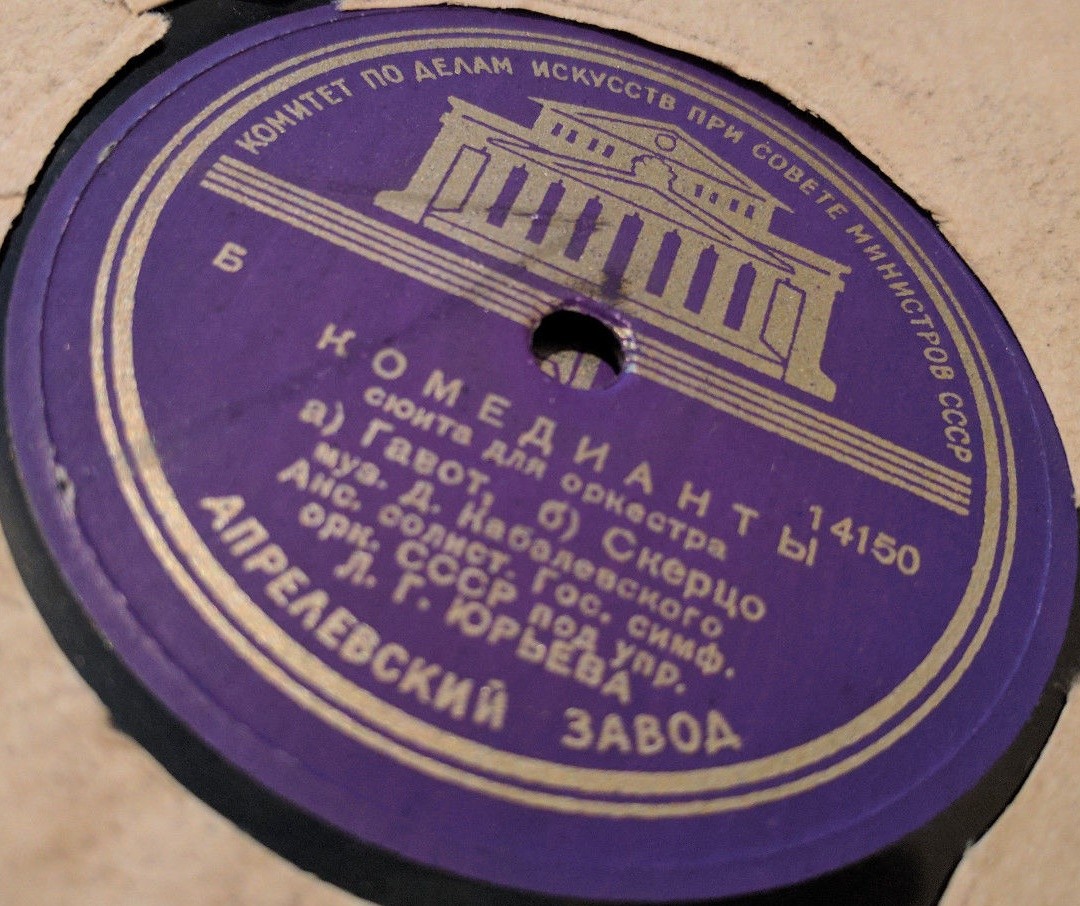 КОМИТЕТ ПО ДЕЛАМ ИСКУССТВ ПРИ СОВЕТЕ МИНИСТРОВ СССР
Б
14150
КОМЕДИАНТЫ
сюита для оркестра
а) Гавот, б) Скерцо
муз. Д. Кабалевского
Анс. солист. Гос. симф.
орк. СССР под упр.
Л. Г. ЮРЬЕВА
АПРЕЛЕВСКИЙ ЗАВОД